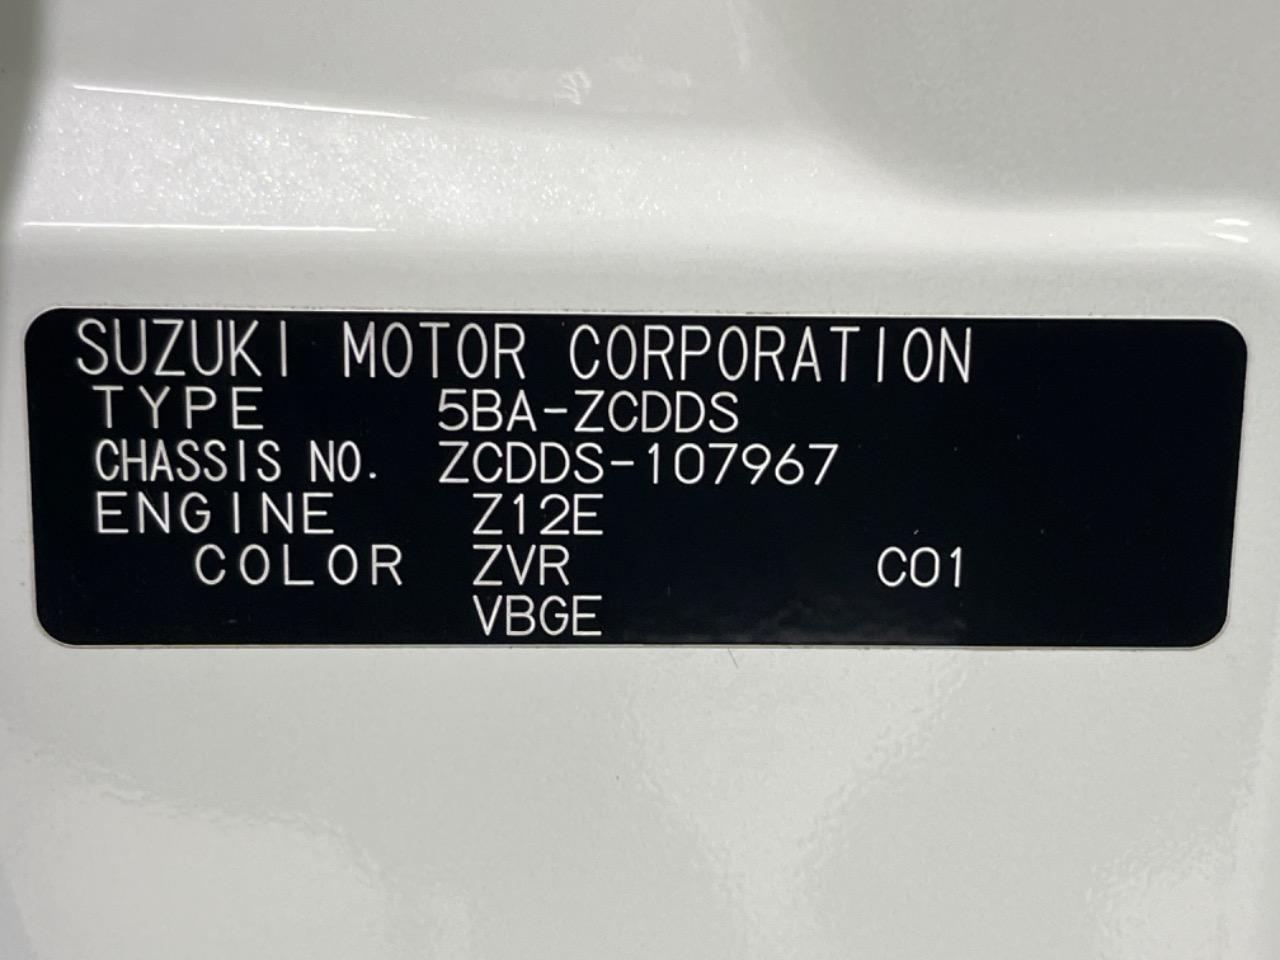 SUZUKI MOTOR CORPORATION
TYPE 5BA-ZCDDS
CHASSIS NO. ZCDDS-107967
ENGINE Z12E
COLOR ZVR C01
VBGE